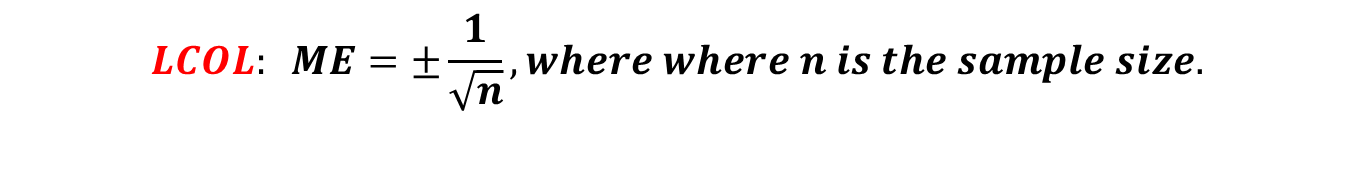 LCOL: ME = ± 1/√n, where where n is the sample size.